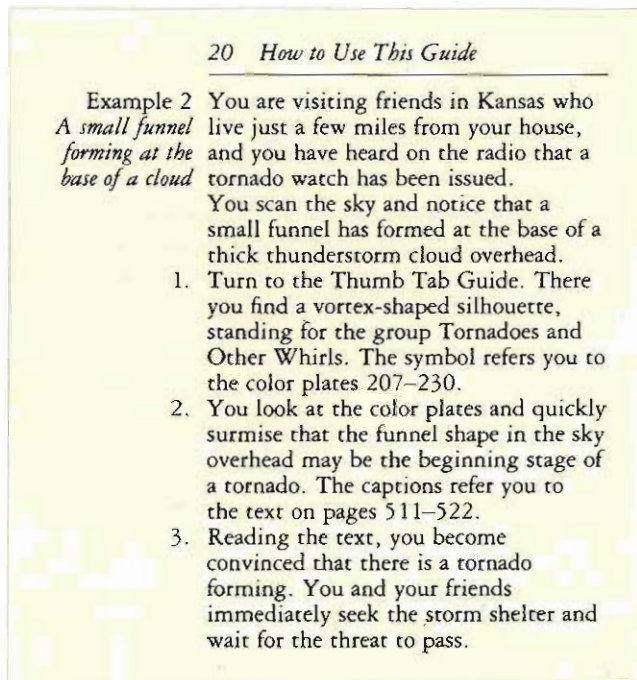 20 How to Use This Guide
Example 2
A small funnel
forming at the
base of a cloud
You are visiting friends in Kansas who
live just a few miles from your house,
and you have heard on the radio that a
tornado watch has been issued.
You scan the sky and notice that a
small funnel has formed at the base of a
thick thunderstorm cloud overhead.
1. Turn to the Thumb Tab Guide. There
you find a vortex-shaped silhouette,
standing for the group Tornadoes and
Other Whirls. The symbol refers you to
the color plates 207–230.
2. You look at the color plates and quickly
surmise that the funnel shape in the sky
overhead may be the beginning stage of
a tornado. The captions refer you to
the text on pages 511–522.
3. Reading the text, you become
convinced that there is a tornado
forming. You and your friends
immediately seek the storm shelter and
wait for the threat to pass.